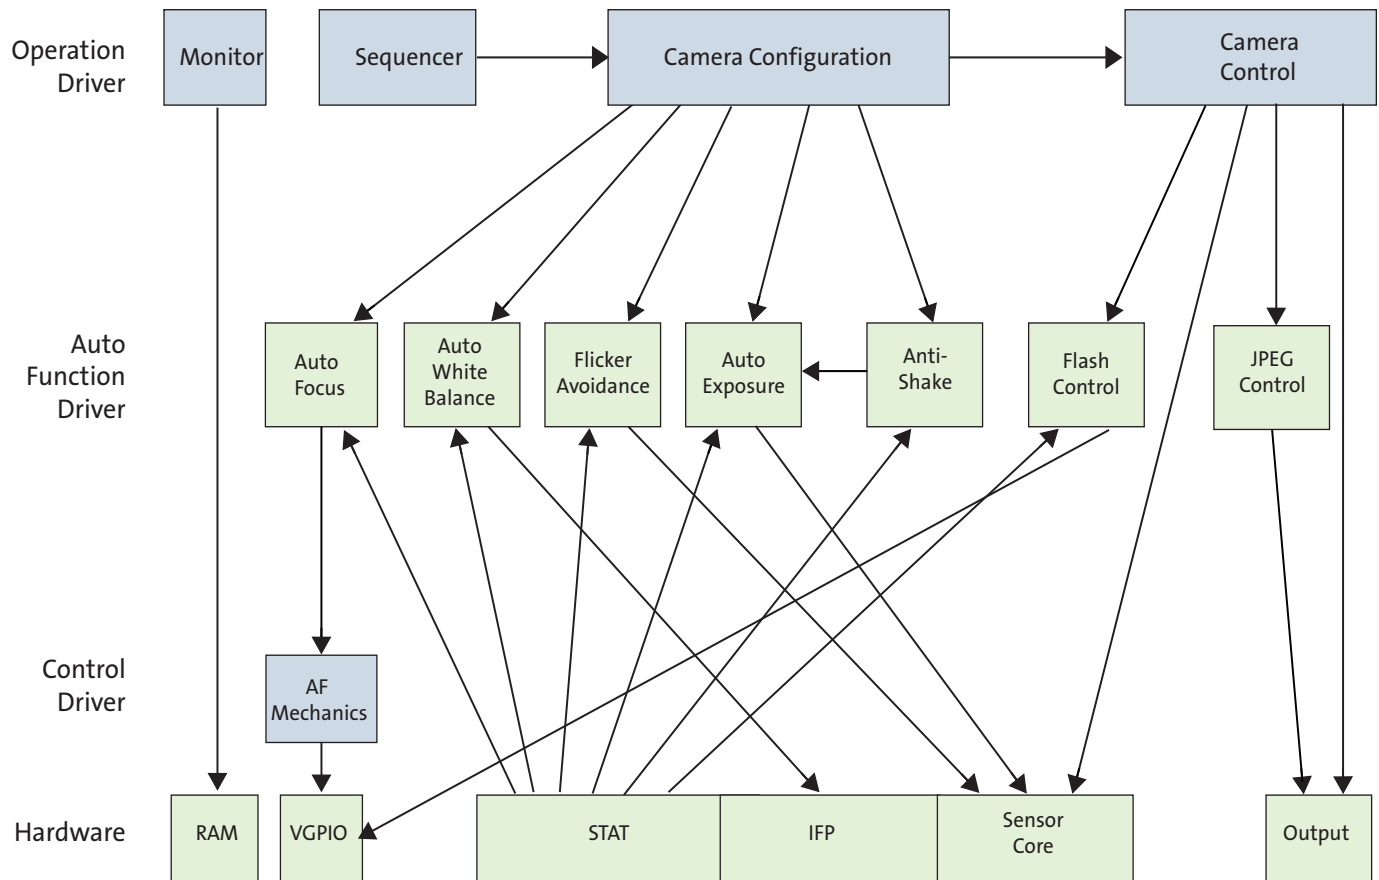 Operation
Driver
Monitor
Sequencer
Camera Configuration
Camera
Control
Auto
Function
Driver
Auto
Focus
Auto
White
Balance
Flicker
Avoidance
Auto
Exposure
Anti-
Shake
Flash
Control
JPEG
Control
Control
Driver
AF
Mechanics
Hardware
RAM
VGPIO
STAT
IFP
Sensor
Core
Output